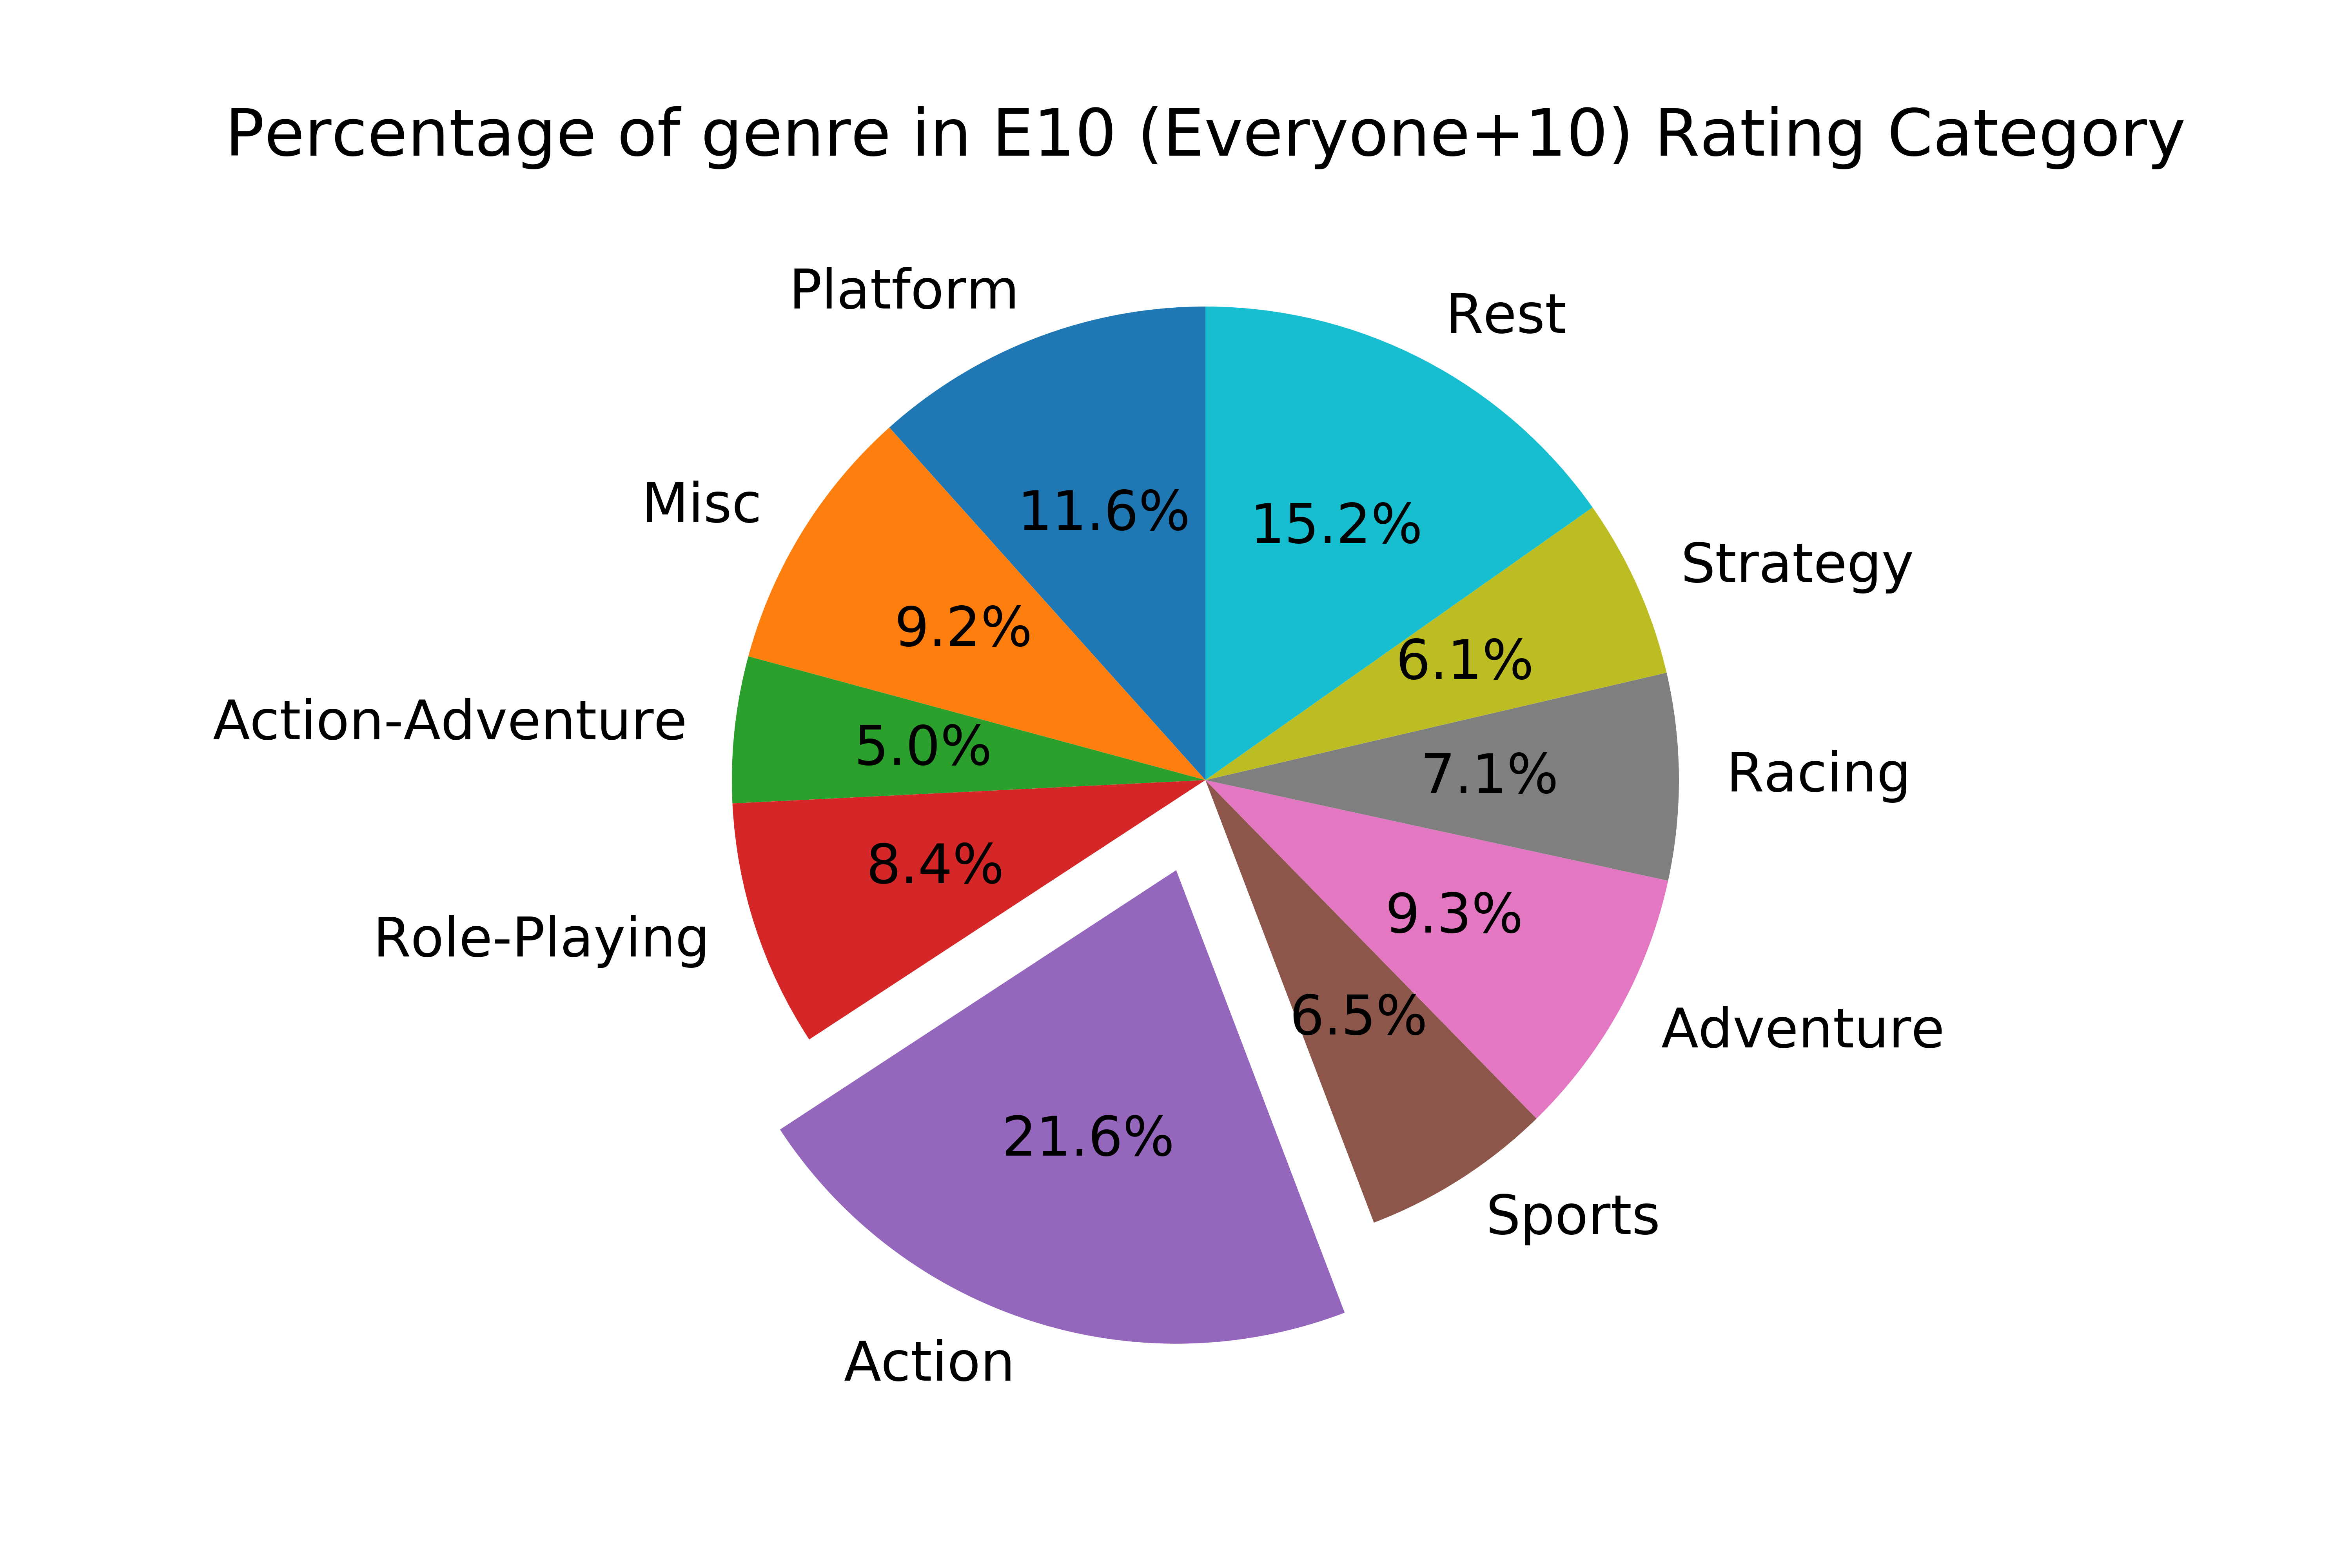 Percentage of genre in E10 (Everyone+10) Rating Category
Platform
Rest
Misc
11.6%
15.2%
Strategy
9.2%
6.1%
Action-Adventure
5.0%
7.1%
Racing
8.4%
9.3%
Role-Playing
6.5%
Adventure
21.6%
Sports
Action